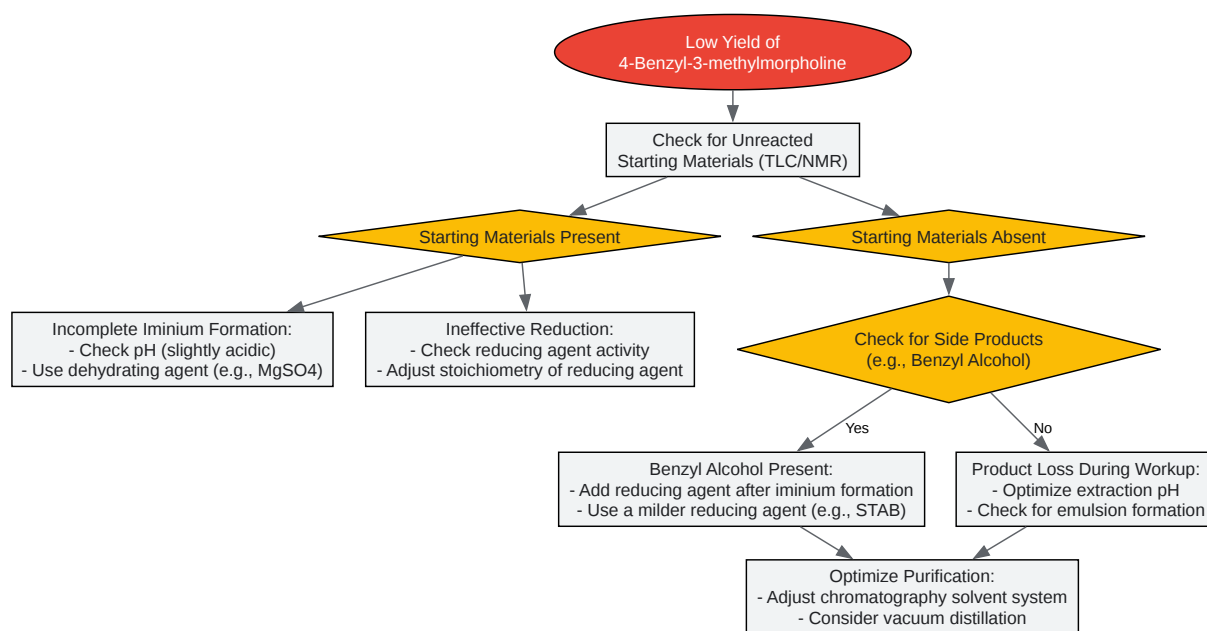 Low Yield of
4-Benzyl-3-methylmorpholine
Check for Unreacted
Starting Materials (TLC/NMR)
Starting Materials Present
Starting Materials Absent
Incomplete Iminium Formation:
- Check pH (slightly acidic)
- Use dehydrating agent (e.g., MgSO4)
Ineffective Reduction:
- Check reducing agent activity
- Adjust stoichiometry of reducing agent
Check for Side Products
(e.g., Benzyl Alcohol)
Yes
No
Benzyl Alcohol Present:
- Add reducing agent after iminium formation
- Use a milder reducing agent (e.g., STAB)
Product Loss During Workup:
- Optimize extraction pH
- Check for emulsion formation
Optimize Purification:
- Adjust chromatography solvent system
- Consider vacuum distillation